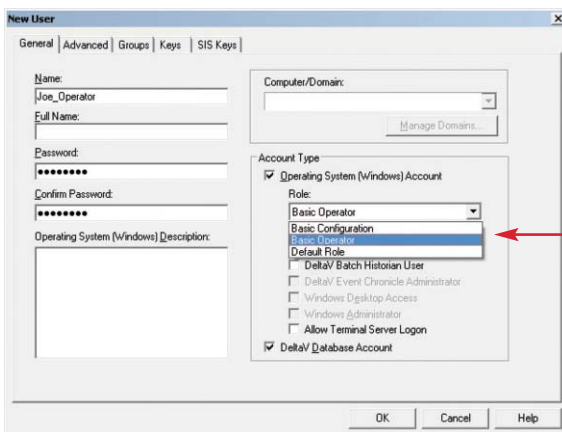 New User
General
Advanced
Groups
Keys
SIS Keys
Name:
Joe_Operator
Full Name:
Password:
Confirm Password:
Operating System (Windows) Description:
Computer/Domain:
Manage Domains...
Account Type
Operating System (Windows) Account
Role:
Basic Operator
Basic Configuration
Basic Operator
Default Role
DeltaV Batch Historian User
DeltaV Event Chronicle Administrator
Windows Desktop Access
Windows Administrator
Allow Terminal Server Logon
DeltaV Database Account
OK
Cancel
Help